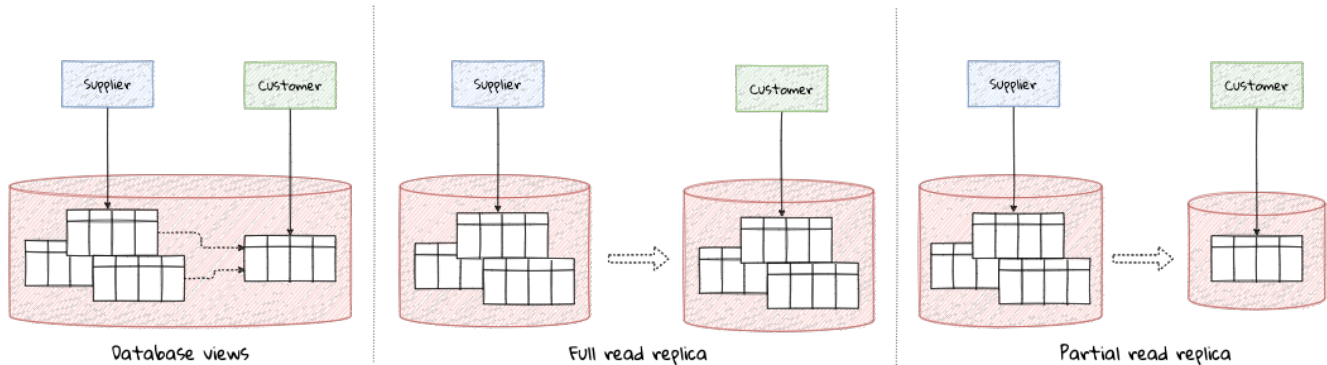 Supplier
Customer
Database views
Supplier
Customer
Full read replica
Supplier
Customer
Partial read replica